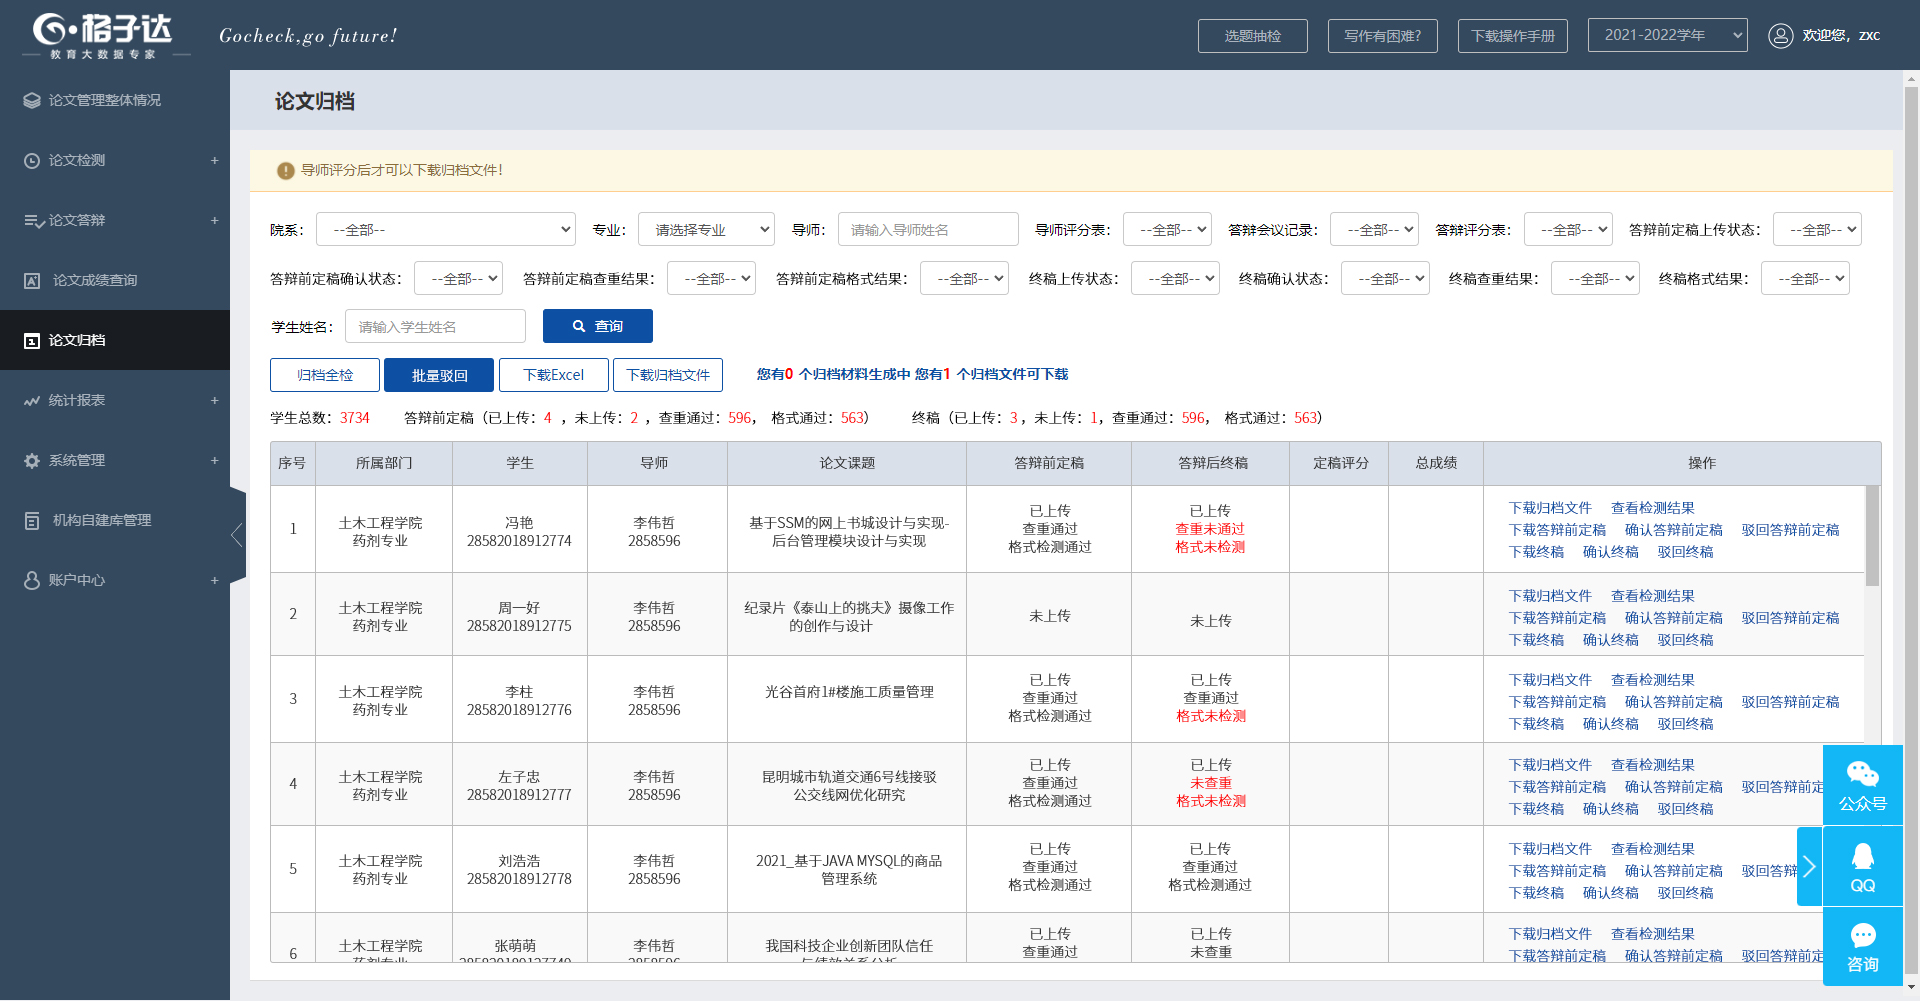 格子达
教育大数据专家
Gocheck,go future!
选题抽检
写作有困难?
下载操作手册
2021-2022学年
欢迎您，zxc
论文管理整体情况
论文检测 +
论文答辩 +
论文成绩查询
论文归档
统计报表 +
系统管理 +
机构自建库管理
账户中心 +
论文归档
导师评分后才可以下载归档文件!
院系： --全部-- 专业： 请选择专业 导师： 请输入导师姓名 导师评分表： --全部-- 答辩会议记录： --全部-- 答辩评分表： --全部-- 答辩前定稿上传状态： --全部--
答辩前定稿确认状态： --全部-- 答辩前定稿查重结果： --全部-- 答辩前定稿格式结果： --全部-- 终稿上传状态： --全部-- 终稿确认状态： --全部-- 终稿查重结果： --全部-- 终稿格式结果： --全部--
学生姓名： 请输入学生姓名 查询
归档全检 批量驳回 下载Excel 下载归档文件 您有0 个归档材料生成中 您有1 个归档文件可下载
学生总数：3734 答辩前定稿（已上传：4 ，未上传：2 ，查重通过：596， 格式通过：563） 终稿（已上传：3 ，未上传：1，查重通过：596， 格式通过：563）
序号 所属部门 学生 导师 论文课题 答辩前定稿 答辩后终稿 定稿评分 总成绩 操作
1
土木工程学院
药剂专业
冯艳
28582018912774
李伟哲
2858596
基于SSM的网上书城设计与实现-
后台管理模块设计与实现
已上传
查重通过
格式检测通过
已上传
查重未通过
格式未检测
下载归档文件 查看检测结果
下载答辩前定稿 确认答辩前定稿 驳回答辩前定稿
下载终稿 确认终稿 驳回终稿
2
土木工程学院
药剂专业
周一好
28582018912775
李伟哲
2858596
纪录片《泰山上的挑夫》摄像工作
的创作与设计
未上传
未上传
下载归档文件 查看检测结果
下载答辩前定稿 确认答辩前定稿 驳回答辩前定稿
下载终稿 确认终稿 驳回终稿
3
土木工程学院
药剂专业
李柱
28582018912776
李伟哲
2858596
光谷首府1#楼施工质量管理
已上传
查重通过
格式检测通过
已上传
查重通过
格式未检测
下载归档文件 查看检测结果
下载答辩前定稿 确认答辩前定稿 驳回答辩前定稿
下载终稿 确认终稿 驳回终稿
4
土木工程学院
药剂专业
左子忠
28582018912777
李伟哲
2858596
昆明城市轨道交通6号线接驳
公交线网优化研究
已上传
查重通过
格式检测通过
已上传
未查重
格式未检测
下载归档文件 查看检测结果
下载答辩前定稿 确认答辩前定稿 驳回答辩前定
下载终稿 确认终稿 驳回终稿
5
土木工程学院
药剂专业
刘浩浩
28582018912778
李伟哲
2858596
2021_基于JAVA MYSQL的商品
管理系统
已上传
查重通过
格式检测通过
已上传
查重通过
格式检测通过
下载归档文件 查看检测结果
下载答辩前定稿 确认答辩前定稿 驳回答辩
下载终稿 确认终稿 驳回终稿
6
土木工程学院
药剂专业
张萌萌
李伟哲
2858596
我国科技企业创新团队信任
与绩效关系分析
已上传
查重通过
已上传
未查重
下载归档文件 查看检测结果
下载答辩前定稿 确认答辩前定稿 驳回答辩前定
公众号
QQ
咨询